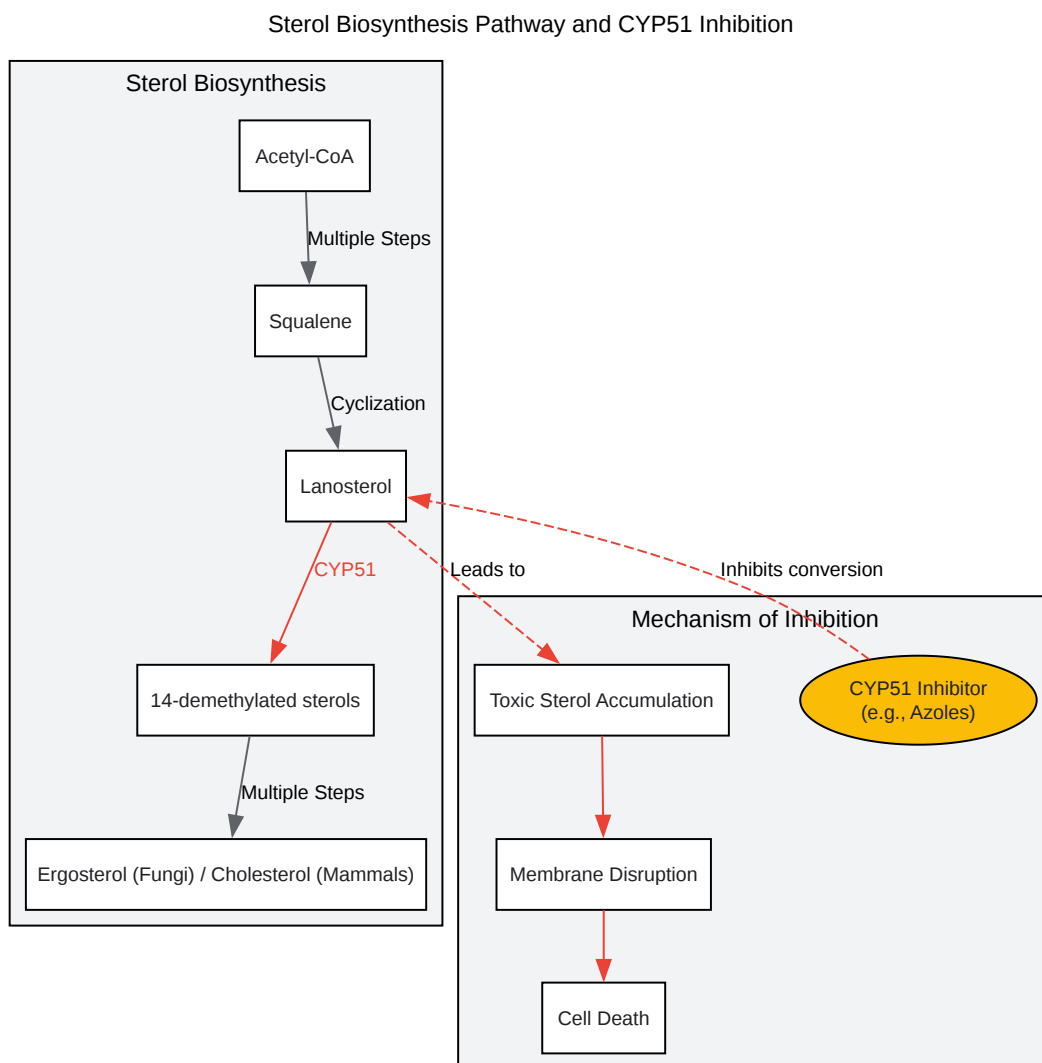 Sterol Biosynthesis Pathway and CYP51 Inhibition
Sterol Biosynthesis
Acetyl-CoA
Multiple Steps
Squalene
Cyclization
Lanosterol
CYP51
Leads to
Inhibits conversion
14-demethylated sterols
Multiple Steps
Ergosterol (Fungi) / Cholesterol (Mammals)
Mechanism of Inhibition
CYP51 Inhibitor
(e.g., Azoles)
Toxic Sterol Accumulation
Membrane Disruption
Cell Death